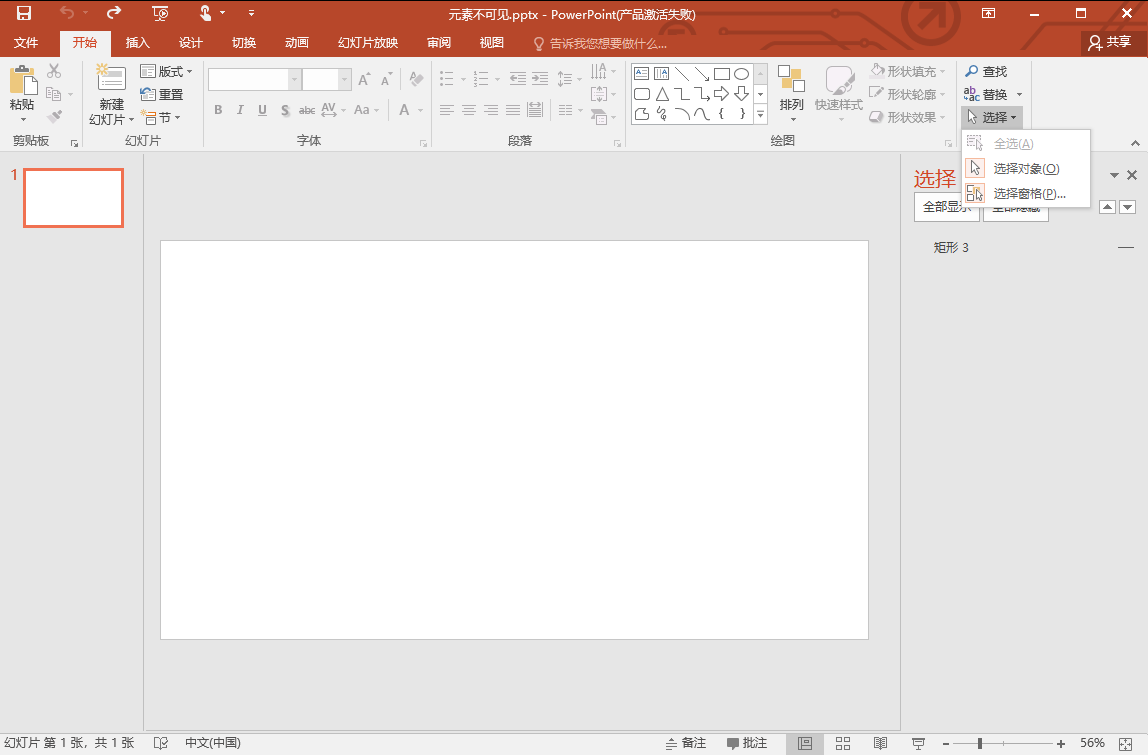 元素不可见.pptx - PowerPoint(产品激活失败)
文件 开始 插入 设计 切换 动画 幻灯片放映 审阅 视图 告诉我您想要做什么... 共享
粘贴
剪贴板
新建
幻灯片
版式
重置
节
幻灯片
B I U S abc AV Aa A
字体
段落
排列
快速样式
形状填充
形状轮廓
形状效果
绘图
查找
替换
选择
全选(A)
选择对象(O)
选择窗格(P)...
选择
全部显示 全部隐藏
矩形 3
1
幻灯片 第 1 张，共 1 张 中文(中国) 备注 批注 56%